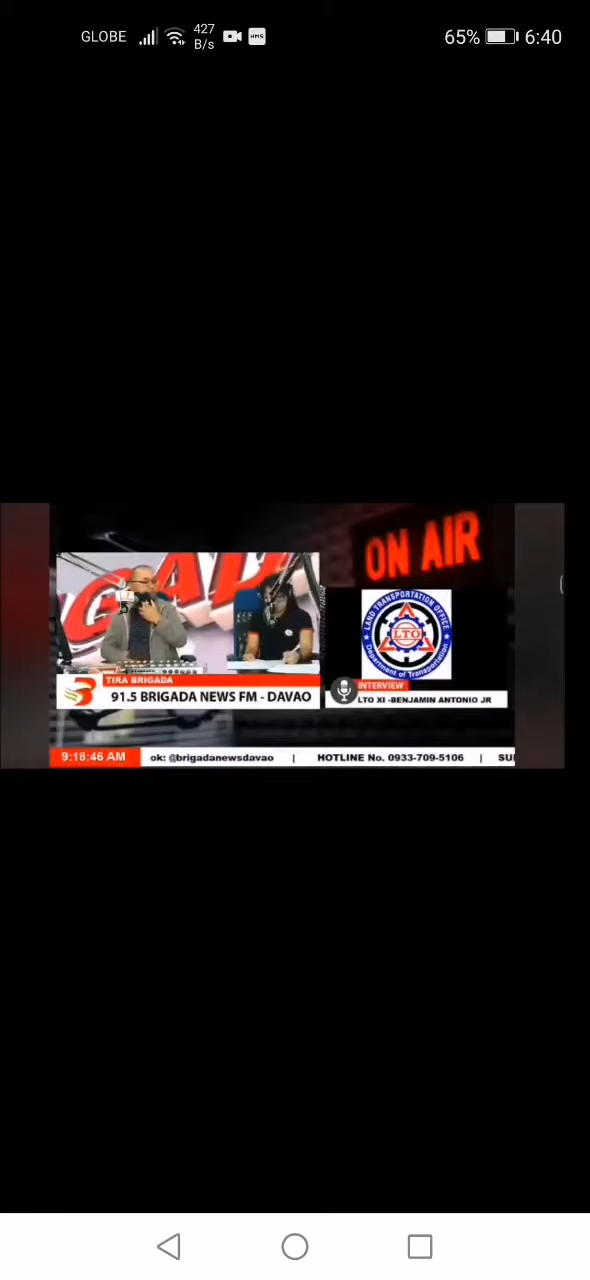 GLOBE
427
B/s
HMS
65%
6:40
ON AIR
LAND TRANSPORTATION OFFICE
LTO
Department of Transportation
TIRA BRIGADA
91.5 BRIGADA NEWS FM - DAVAO
INTERVIEW
LTO XI -BENJAMIN ANTONIO JR
9:18:46 AM
ok: @brigadanewsdavao | HOTLINE No. 0933-709-5106 |